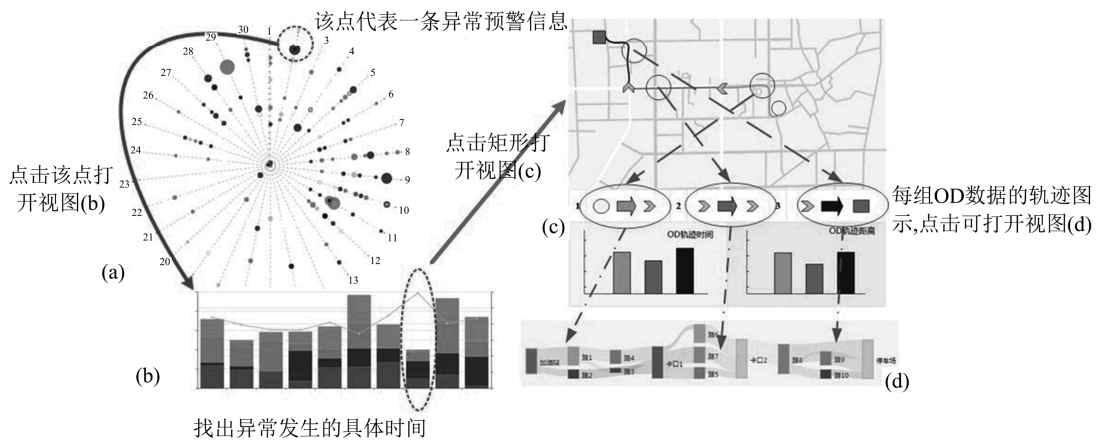 该点代表一条异常预警信息
29
30
1
3
28
4
27
5
26
6
25
7
24
8
23
9
22
10
21
11
20
12
13
点击该点打
开视图(b)
(a)
点击矩形打
开视图(c)
1
2
3
(c)
每组OD数据的轨迹图
示,点击可打开视图(d)
OD轨迹时间
OD轨迹距离
(b)
找出异常发生的具体时间
加油站
路1
路2
路4
路3
卡口1
路6
路7
路5
卡口2
路8
路9
路10
停车场
(d)